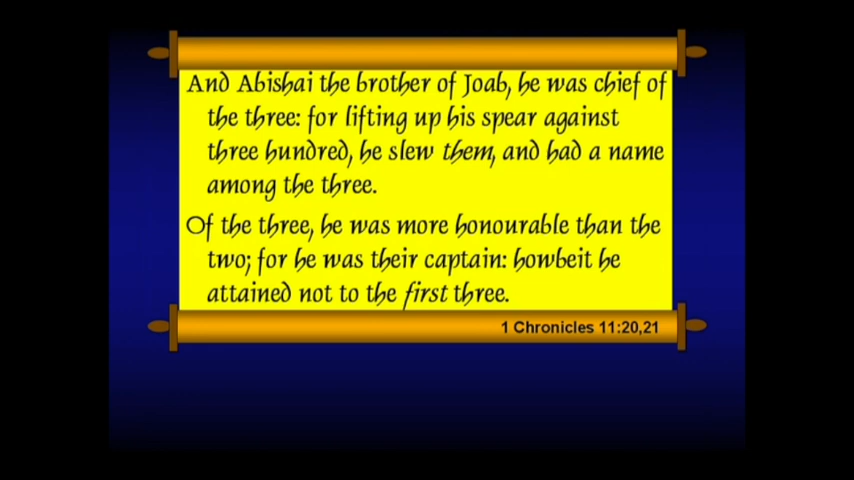 And Abishai the brother of Joab, he was chief of
the three: for lifting up his spear against
three hundred, he slew them, and had a name
among the three.
Of the three, he was more honourable than the
two; for he was their captain: howbeit he
attained not to the first three.
1 Chronicles 11:20,21